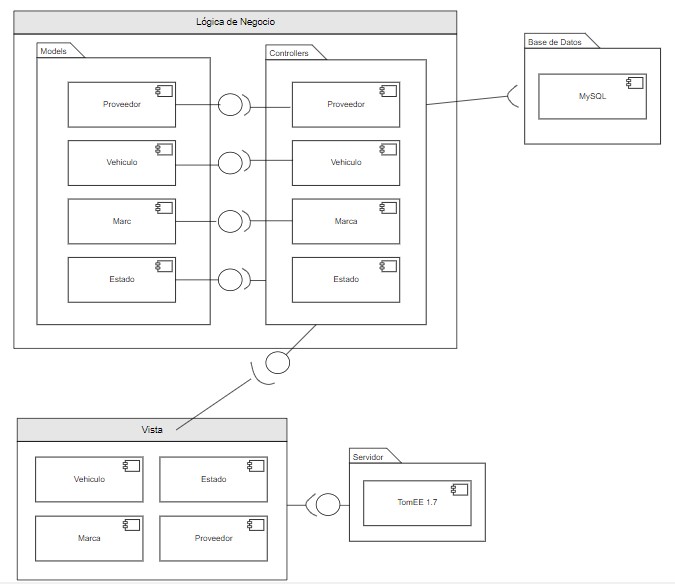 Lógica de Negocio
Models
Controllers
Base de Datos
Proveedor
Proveedor
MySQL
Vehiculo
Vehiculo
Marc
Marca
Estado
Estado
Vista
Servidor
Vehiculo
Estado
TomEE 1.7
Marca
Proveedor